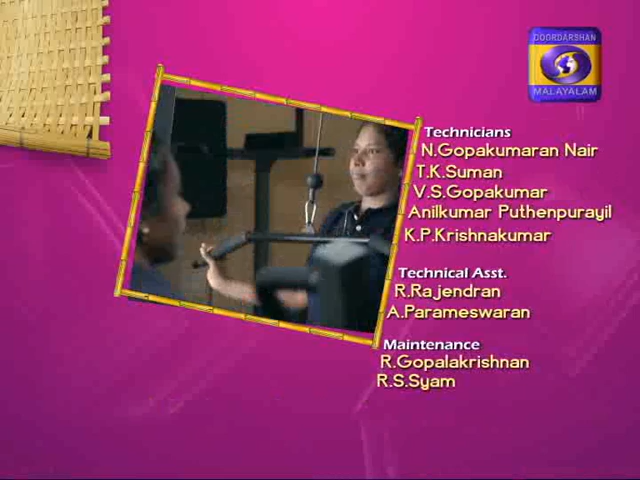 DOORDARSHAN
MALAYALAM
Technicians
N.Gopakumaran Nair
T.K.Suman
V.S.Gopakumar
Anilkumar Puthenpurayil
K.P.Krishnakumar
Technical Asst.
R.Rajendran
A.Parameswaran
Maintenance
R.Gopalakrishnan
R.S.Syam